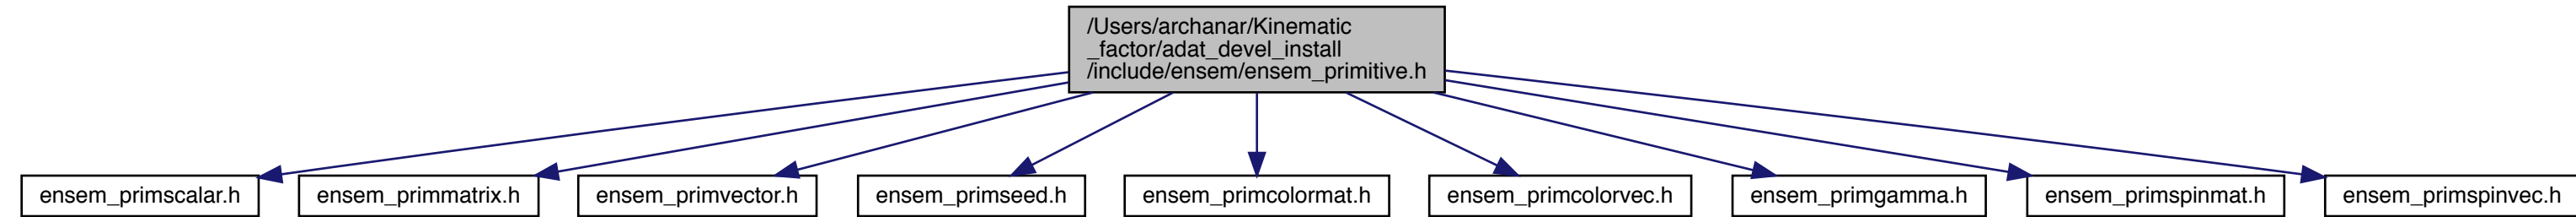 /Users/archanar/Kinematic
_factor/adat_devel_install
/include/ensem/ensem_primitive.h
ensem_primscalar.h
ensem_primmatrix.h
ensem_primvector.h
ensem_primseed.h
ensem_primcolormat.h
ensem_primcolorvec.h
ensem_primgamma.h
ensem_primspinmat.h
ensem_primspinvec.h